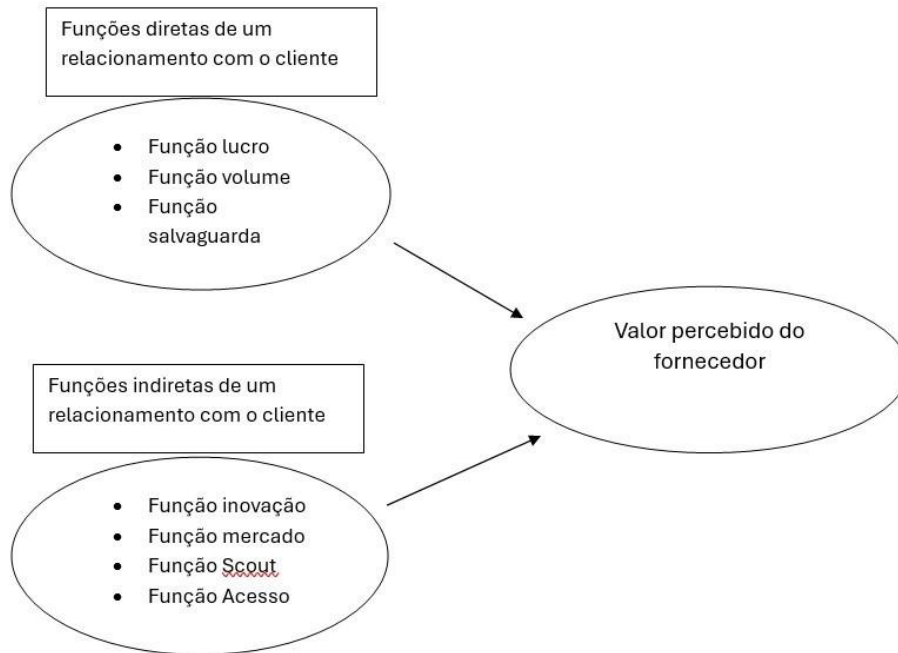 Funções diretas de um
relacionamento com o cliente
• Função lucro
• Função volume
• Função
salvaguarda
Valor percebido do
fornecedor
Funções indiretas de um
relacionamento com o cliente
• Função inovação
• Função mercado
• Função Scout
• Função Acesso